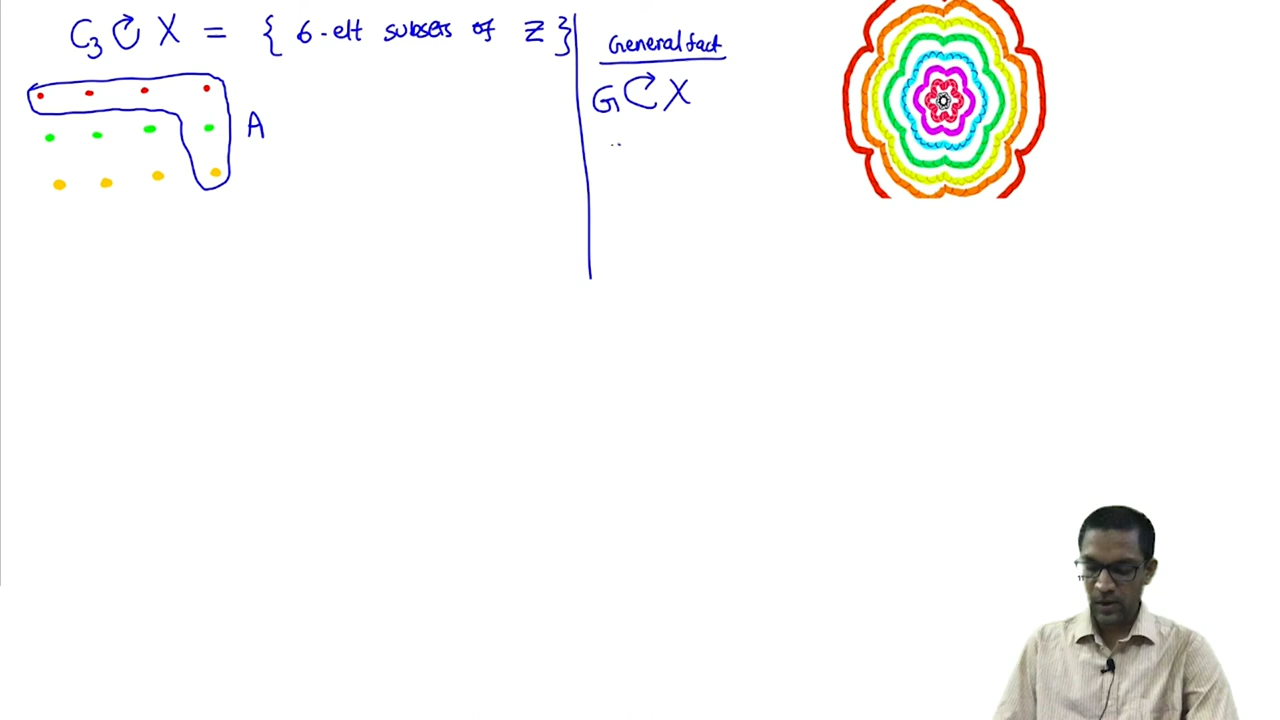 C₃ ↻ X = { 6-elt subsets of Z }
A
General fact
G ↻ X